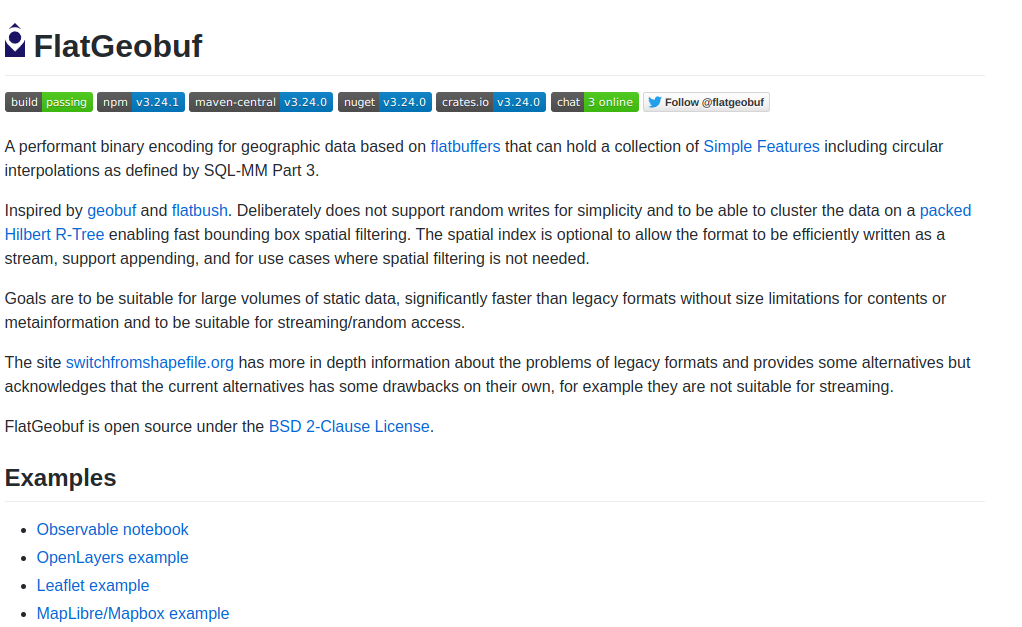 FlatGeobuf
build passing npm v3.24.1 maven-central v3.24.0 nuget v3.24.0 crates.io v3.24.0 chat 3 online Follow @flatgeobuf
A performant binary encoding for geographic data based on flatbuffers that can hold a collection of Simple Features including circular
interpolations as defined by SQL-MM Part 3.
Inspired by geobuf and flatbush. Deliberately does not support random writes for simplicity and to be able to cluster the data on a packed
Hilbert R-Tree enabling fast bounding box spatial filtering. The spatial index is optional to allow the format to be efficiently written as a
stream, support appending, and for use cases where spatial filtering is not needed.
Goals are to be suitable for large volumes of static data, significantly faster than legacy formats without size limitations for contents or
metainformation and to be suitable for streaming/random access.
The site switchfromshapefile.org has more in depth information about the problems of legacy formats and provides some alternatives but
acknowledges that the current alternatives has some drawbacks on their own, for example they are not suitable for streaming.
FlatGeobuf is open source under the BSD 2-Clause License.
Examples
• Observable notebook
• OpenLayers example
• Leaflet example
• MapLibre/Mapbox example